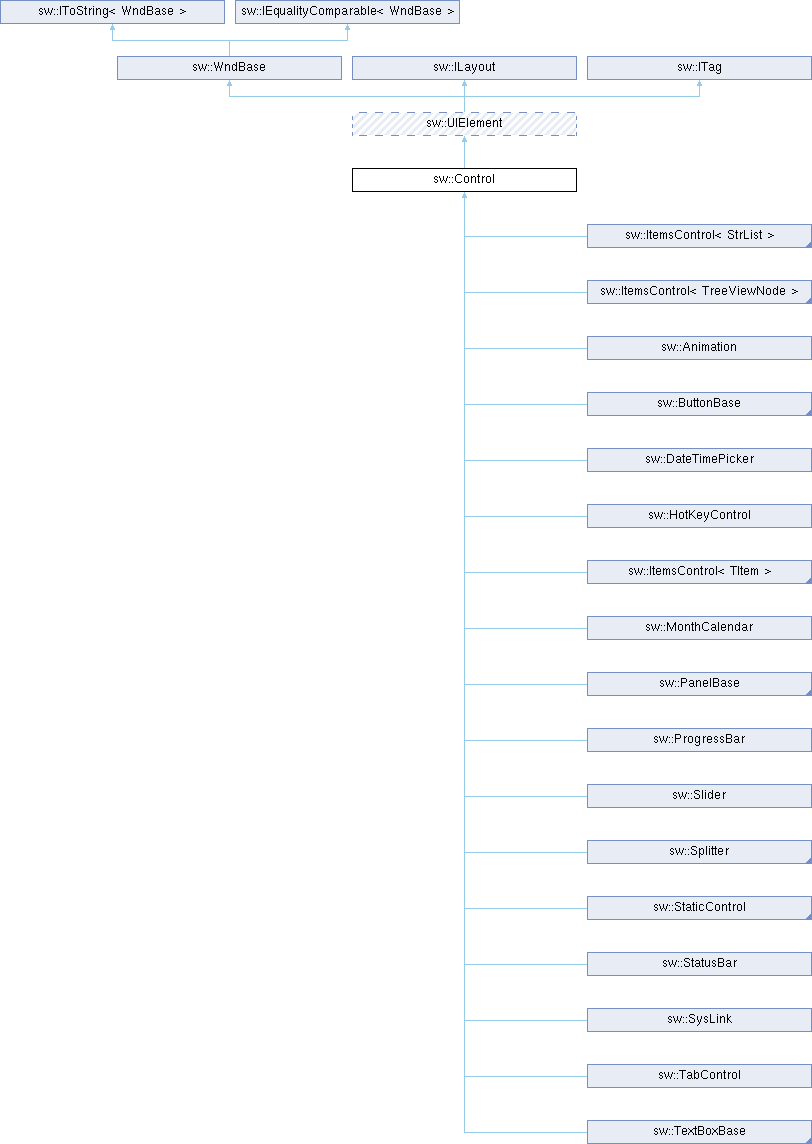 sw::IToString< WndBase >
sw::IEqualityComparable< WndBase >
sw::WndBase
sw::ILayout
sw::ITag
sw::UIElement
sw::Control
sw::ItemsControl< StrList >
sw::ItemsControl< TreeViewNode >
sw::Animation
sw::ButtonBase
sw::DateTimePicker
sw::HotKeyControl
sw::ItemsControl< TItem >
sw::MonthCalendar
sw::PanelBase
sw::ProgressBar
sw::Slider
sw::Splitter
sw::StaticControl
sw::StatusBar
sw::SysLink
sw::TabControl
sw::TextBoxBase